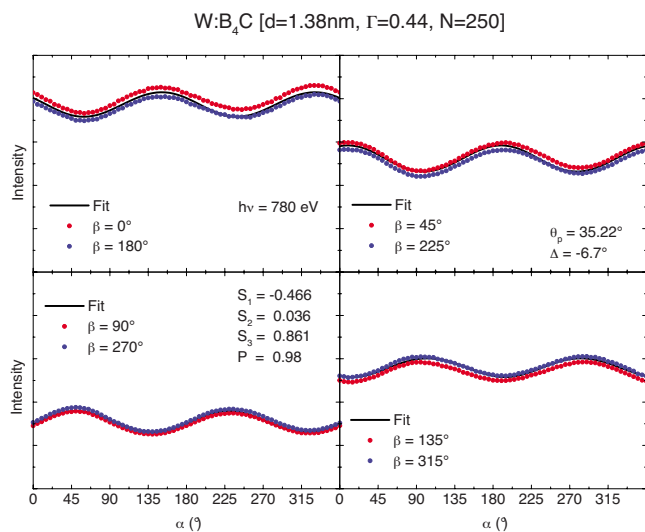 W:B₄C [d=1.38nm, Γ=0.44, N=250]
Intensity
Fit
β = 0°
β = 180°
hν = 780 eV
Fit
β = 45°
β = 225°
θₚ = 35.22°
Δ = -6.7°
Intensity
Fit
β = 90°
β = 270°
S₁ = -0.466
S₂ = 0.036
S₃ = 0.861
P = 0.98
Fit
β = 135°
β = 315°
0 45 90 135 180 225 270 315
0 45 90 135 180 225 270 315
α (°)
α (°)